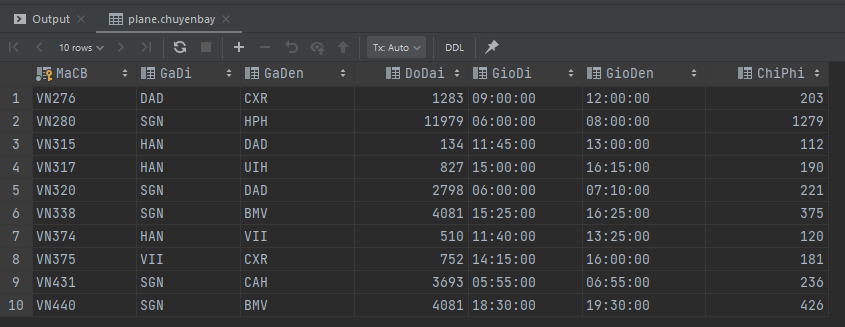 Output plane.chuyenbay
10 rows Tx: Auto DDL
MaCB GaDi GaDen DoDai GioDi GioDen ChiPhi
1 VN276 DAD CXR 1283 09:00:00 12:00:00 203
2 VN280 SGN HPH 11979 06:00:00 08:00:00 1279
3 VN315 HAN DAD 134 11:45:00 13:00:00 112
4 VN317 HAN UIH 827 15:00:00 16:15:00 190
5 VN320 SGN DAD 2798 06:00:00 07:10:00 221
6 VN338 SGN BMV 4081 15:25:00 16:25:00 375
7 VN374 HAN VII 510 11:40:00 13:25:00 120
8 VN375 VII CXR 752 14:15:00 16:00:00 181
9 VN431 SGN CAH 3693 05:55:00 06:55:00 236
10 VN440 SGN BMV 4081 18:30:00 19:30:00 426